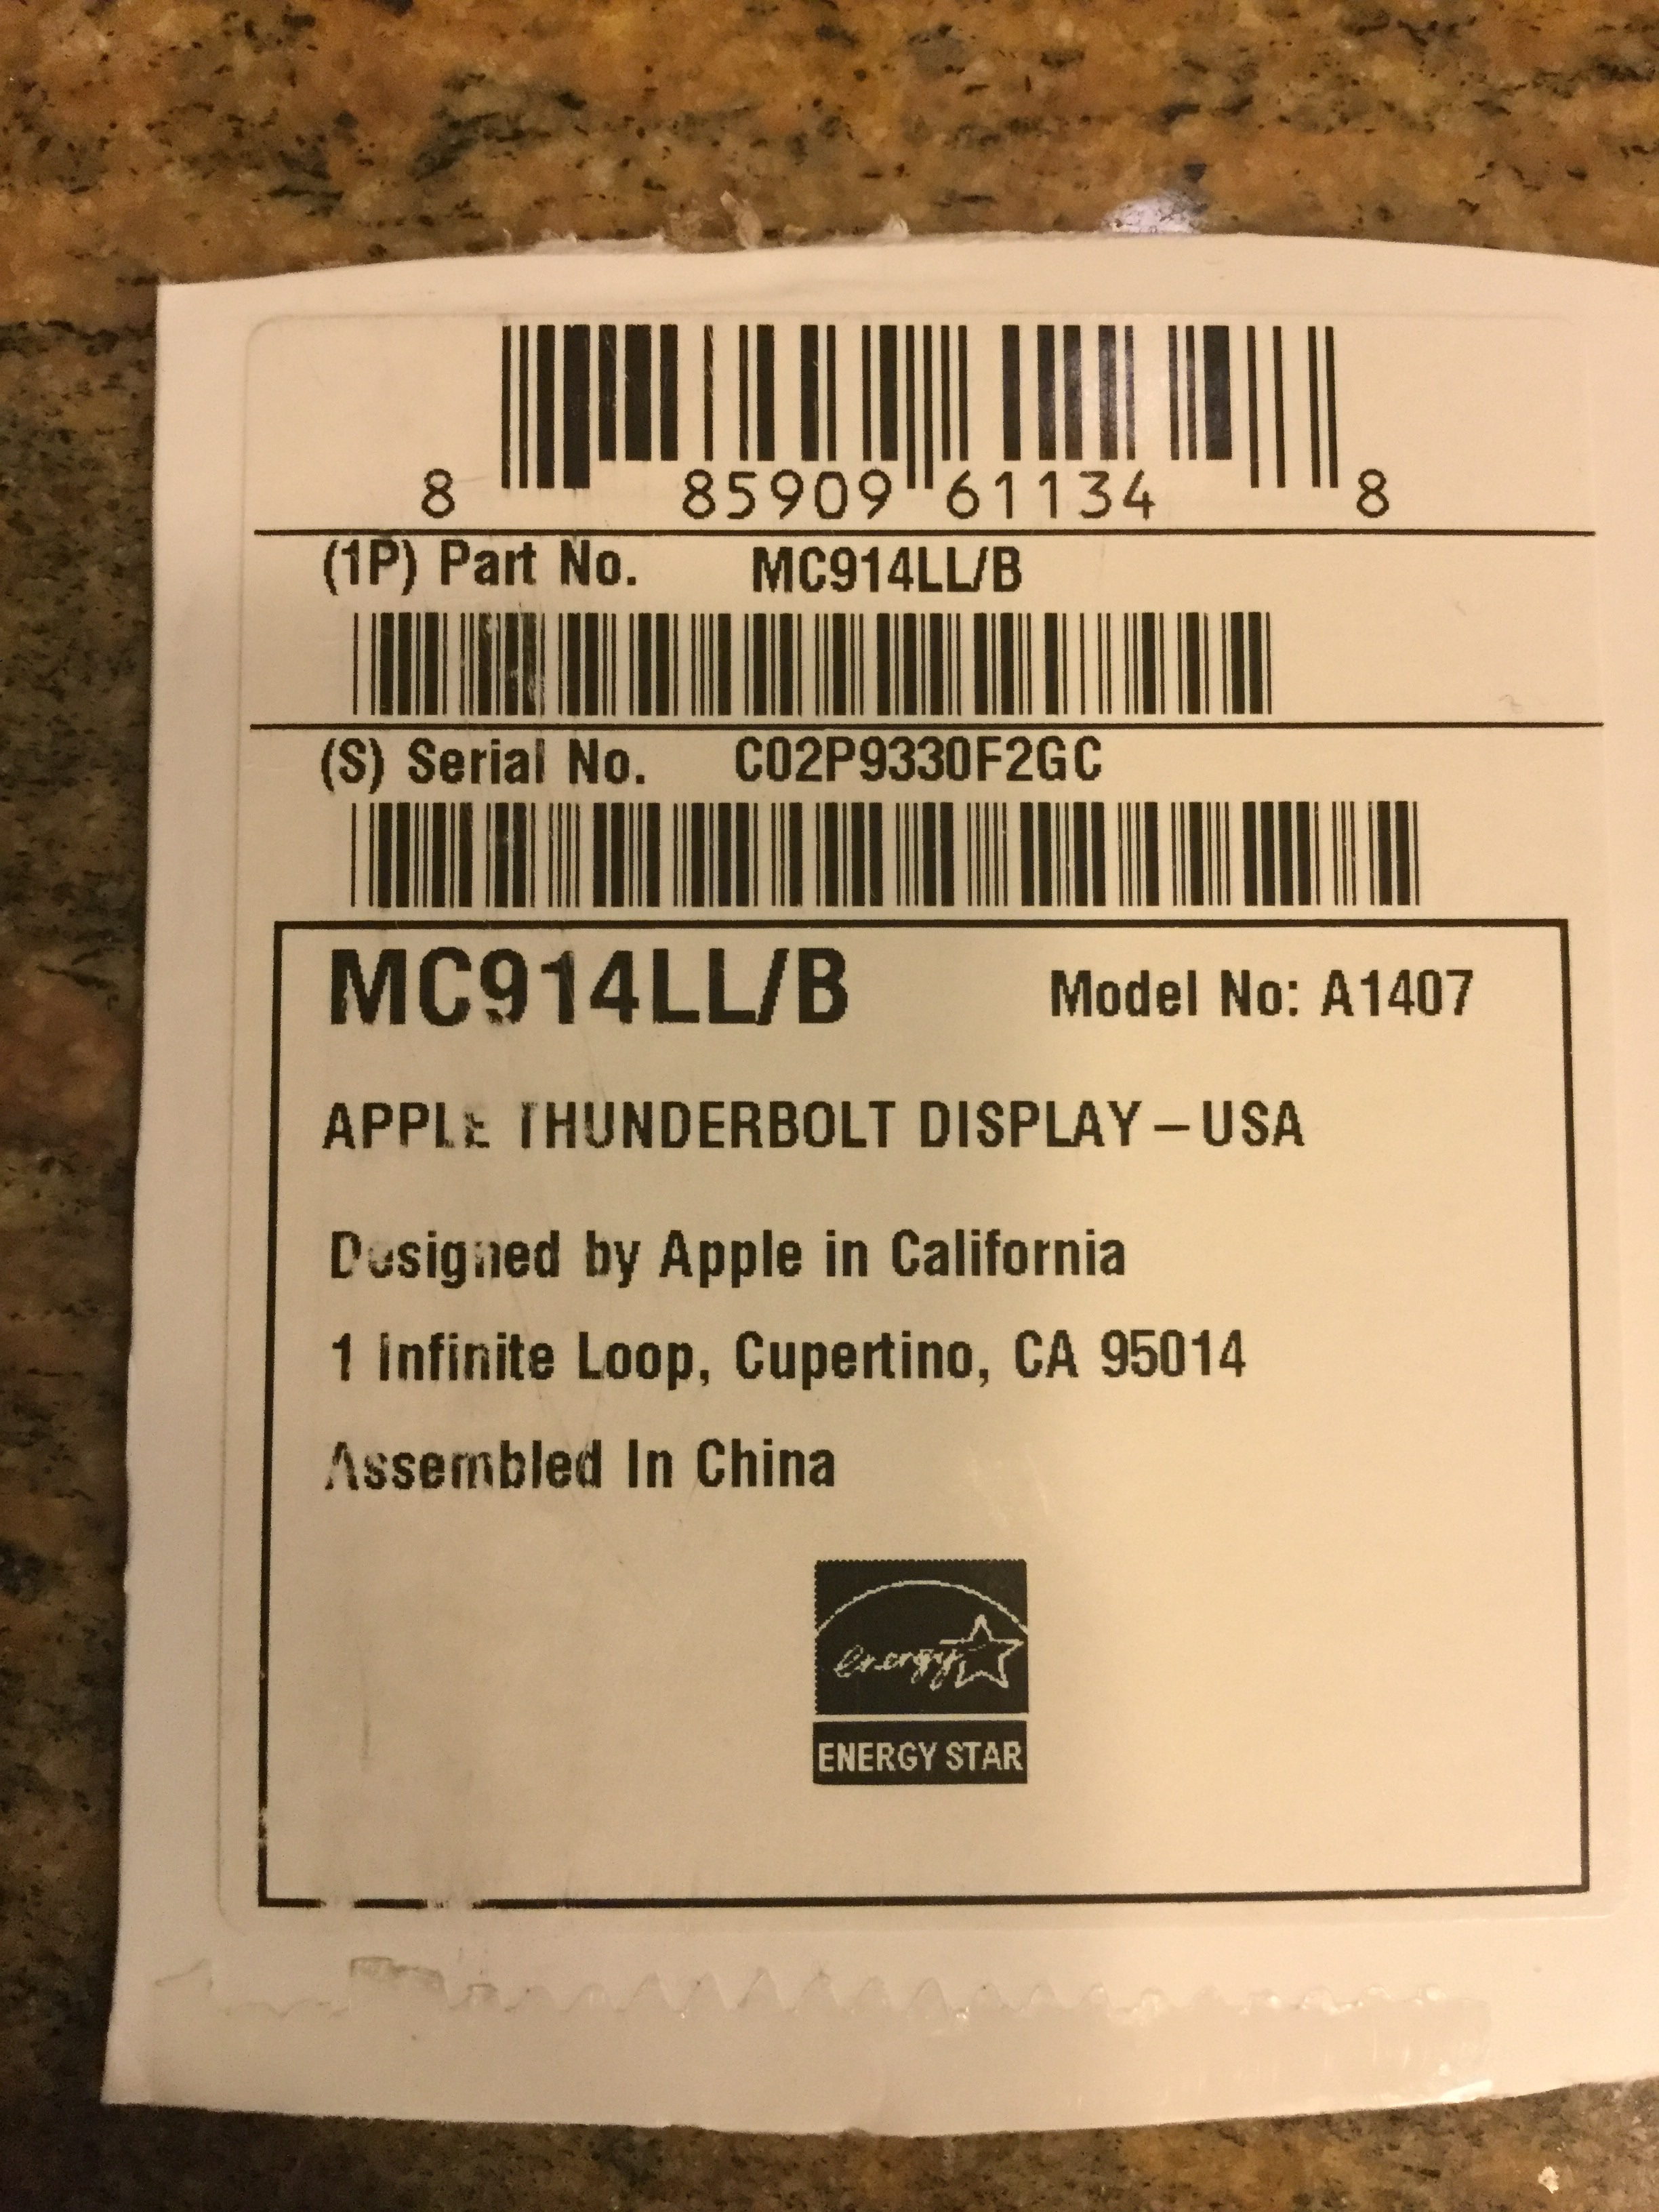 8 85909 61134 8
(1P) Part No. MC914LL/B
(S) Serial No. C02P9330F2GC
MC914LL/B Model No: A1407
APPLE THUNDERBOLT DISPLAY–USA
Designed by Apple in California
1 Infinite Loop, Cupertino, CA 95014
Assembled In China
energy
ENERGY STAR